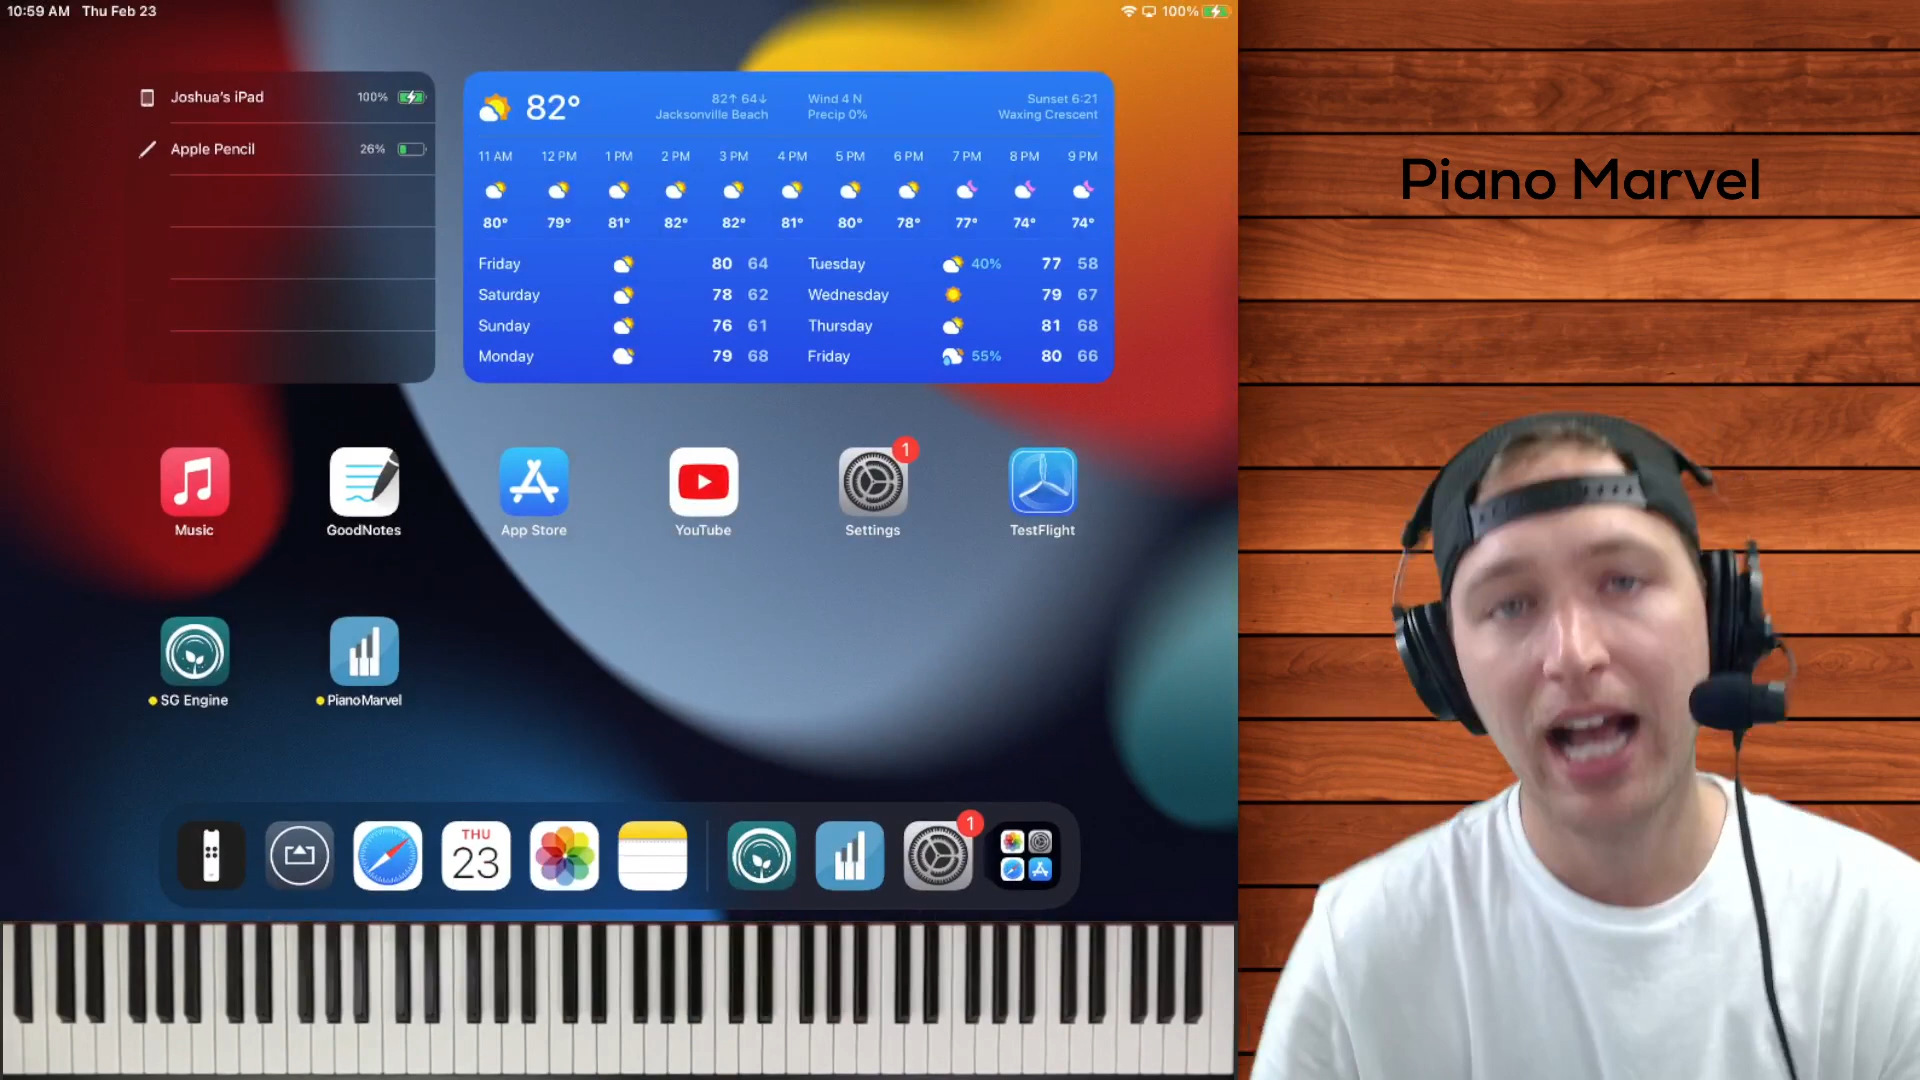 10:59 AM Thu Feb 23
100%
Joshua's iPad 100%
Apple Pencil 26%
82° 82↑ 64↓ Wind 4 N Sunset 6:21
Jacksonville Beach Precip 0% Waxing Crescent
11 AM 12 PM 1 PM 2 PM 3 PM 4 PM 5 PM 6 PM 7 PM 8 PM 9 PM
80° 79° 81° 82° 82° 81° 80° 78° 77° 74° 74°
Friday 80 64 Tuesday 40% 77 58
Saturday 78 62 Wednesday 79 67
Sunday 76 61 Thursday 81 68
Monday 79 68 Friday 55% 80 66
1
Music GoodNotes App Store YouTube Settings TestFlight
SG Engine PianoMarvel
THU
23
1
Piano Marvel